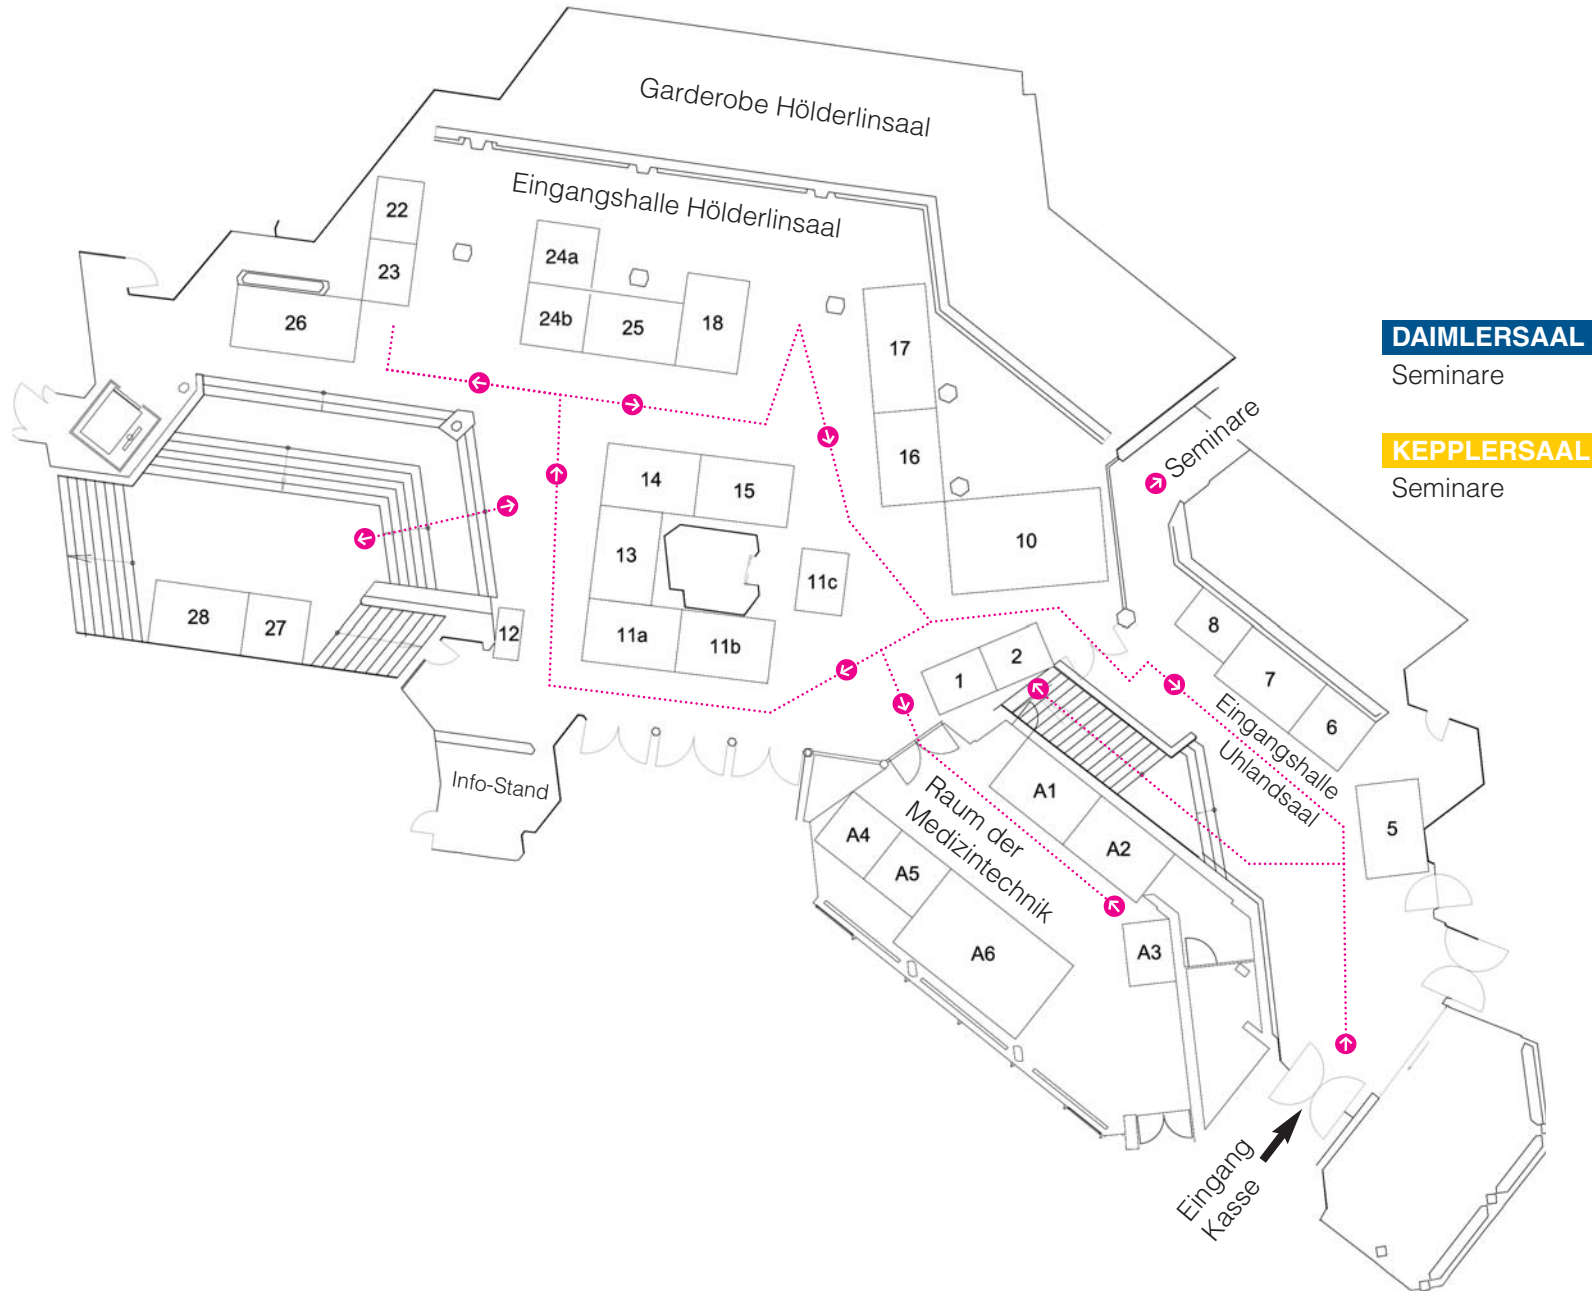 Garderobe Hölderlinsaal
Eingangshalle Hölderlinsaal
22
23
24a
24b
25
18
26
17
16
DAIMLERSAAL
Seminare
KEPPLERSAAL
Seminare
Seminare
14
15
13
11c
10
28
27
12
11a
11b
8
7
6
1
2
Eingangshalle
Uhlandsaal
Info-Stand
5
A1
A2
Raum der
Medizintechnik
A4
A5
A6
A3
Eingang
Kasse